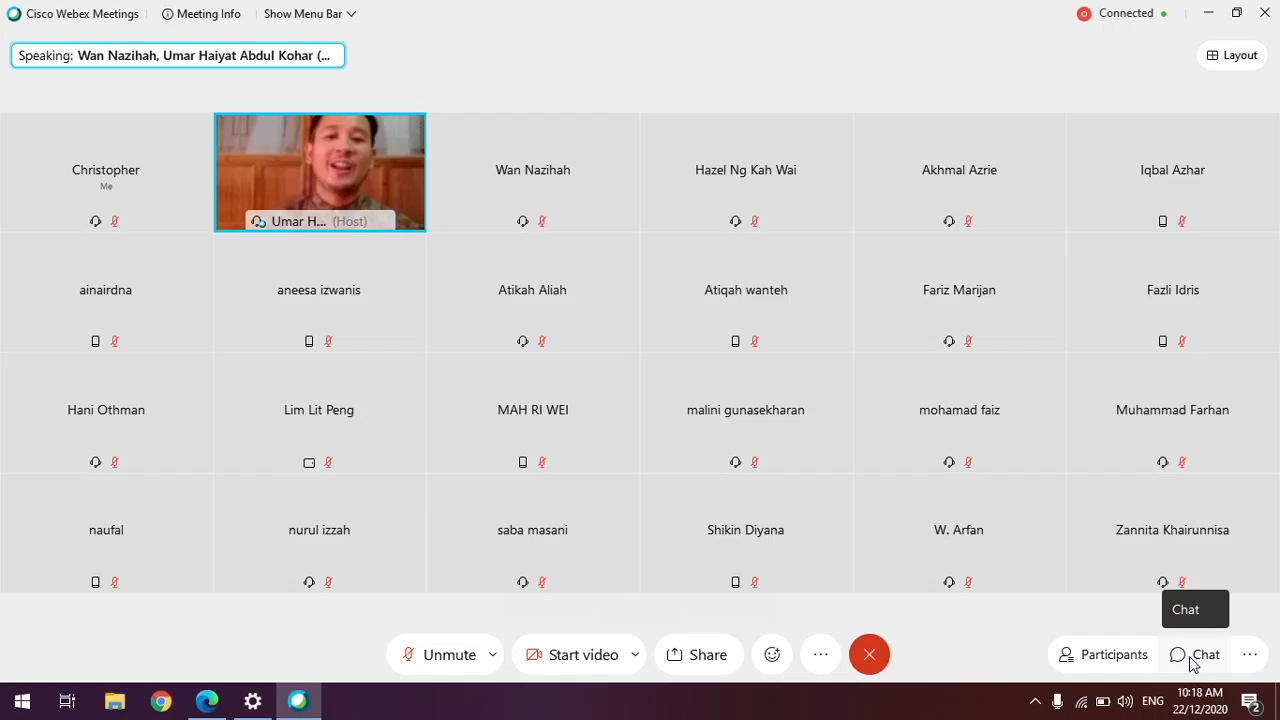 Cisco Webex Meetings
Meeting Info
Show Menu Bar
Connected
Speaking: Wan Nazihah, Umar Haiyat Abdul Kohar (...
Layout
Christopher
Me
Umar H... (Host)
Wan Nazihah
Hazel Ng Kah Wai
Akhmal Azrie
Iqbal Azhar
ainairdna
aneesa izwanis
Atikah Aliah
Atiqah wanteh
Fariz Marijan
Fazli Idris
Hani Othman
Lim Lit Peng
MAH RI WEI
malini gunasekharan
mohamad faiz
Muhammad Farhan
naufal
nurul izzah
saba masani
Shikin Diyana
W. Arfan
Zannita Khairunnisa
Chat
Unmute
Start video
Share
Participants
Chat
ENG
10:18 AM
22/12/2020
2